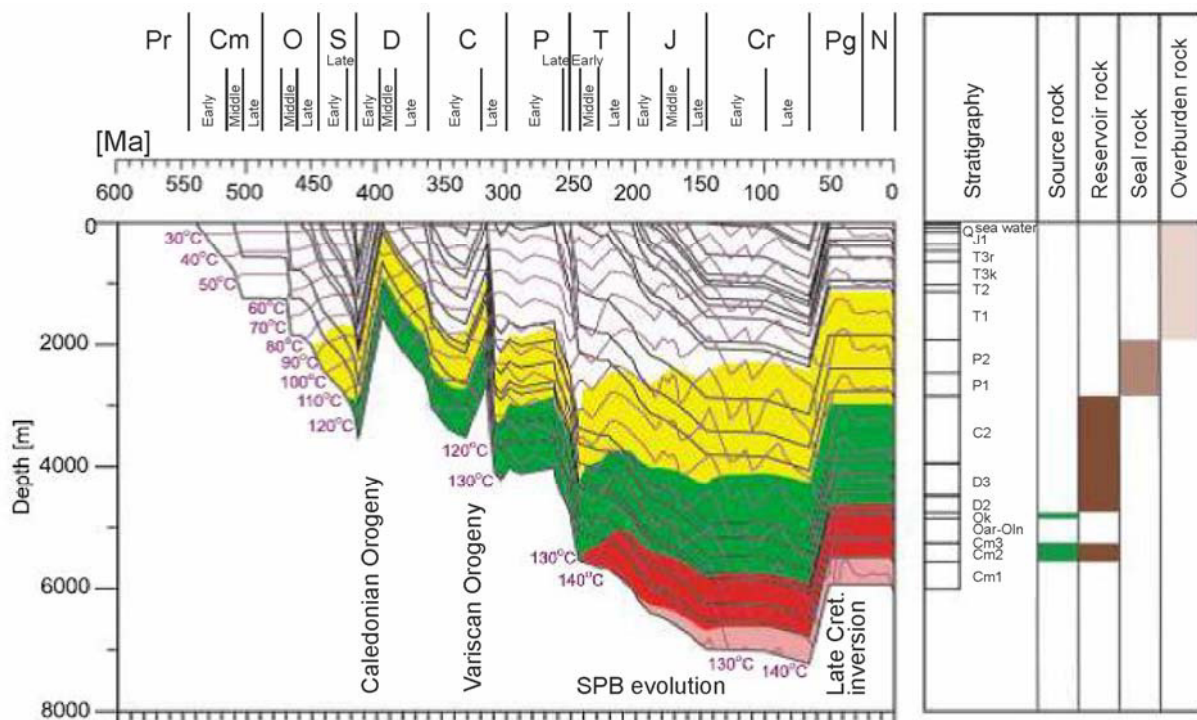 Pr Cm O S D C P T J Cr Pg N
Late Late Early
Early Middle Late Early Middle Late Early Late Early Middle Late Early Late Early Late Middle Late Early Middle Late Early Late
[Ma]
600 550 500 450 400 350 300 250 200 150 100 50 0
Depth [m]
0
2000
4000
6000
8000
30°C
40°C
50°C
60°C
70°C
80°C
90°C
100°C
110°C
120°C
120°C
130°C
130°C
140°C
130°C
140°C
Caledonian Orogeny
Variscan Orogeny
SPB evolution
Late Cret.
inversion
Stratigraphy
Source rock
Reservoir rock
Seal rock
Overburden rock
Q sea water
J1
T3r
T3k
T2
T1
P2
P1
C2
D3
D2
Ok
Oar-Oln
Cm3
Cm2
Cm1